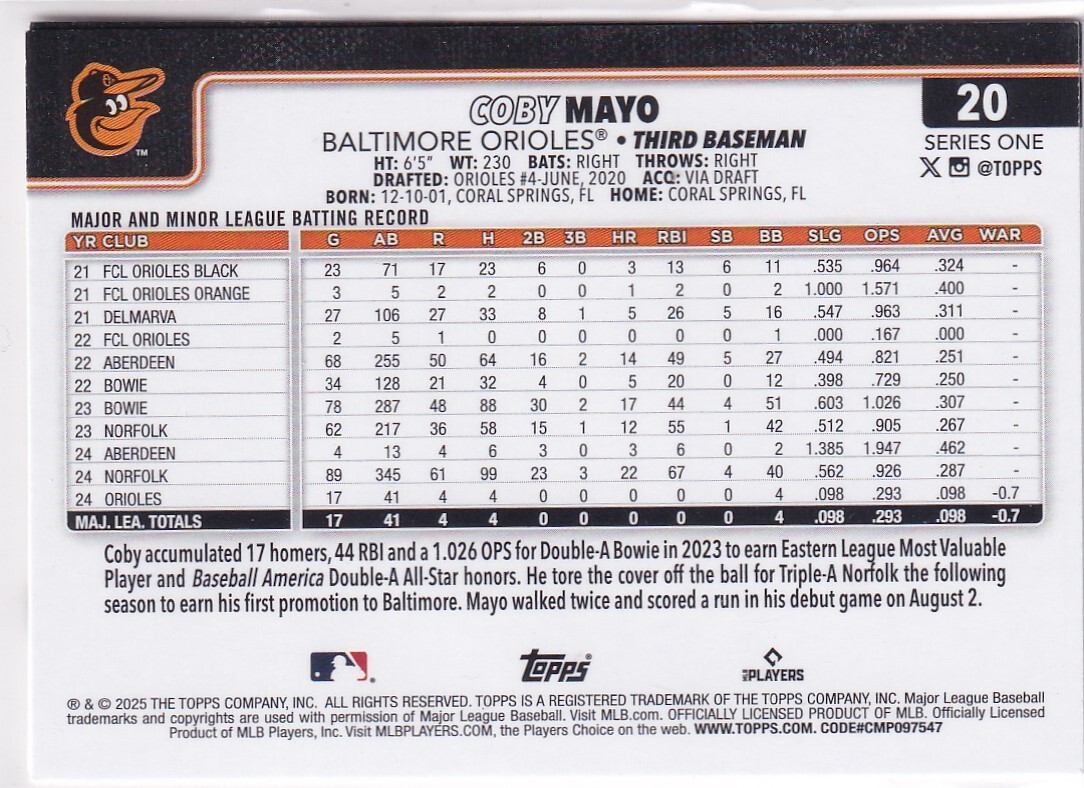 COBY MAYO
20
BALTIMORE ORIOLES® • THIRD BASEMAN
SERIES ONE
HT: 6'5" WT: 230 BATS: RIGHT THROWS: RIGHT
X @TOPPS
DRAFTED: ORIOLES #4-JUNE, 2020 ACQ: VIA DRAFT
BORN: 12-10-01, CORAL SPRINGS, FL HOME: CORAL SPRINGS, FL
TM
MAJOR AND MINOR LEAGUE BATTING RECORD
YR CLUB G AB R H 2B 3B HR RBI SB BB SLG OPS AVG WAR
21 FCL ORIOLES BLACK 23 71 17 23 6 0 3 13 6 11 .535 .964 .324 -
21 FCL ORIOLES ORANGE 3 5 2 2 0 0 1 2 0 2 1.000 1.571 .400 -
21 DELMARVA 27 106 27 33 8 1 5 26 5 16 .547 .963 .311 -
22 FCL ORIOLES 2 5 1 0 0 0 0 0 0 1 .000 .167 .000 -
22 ABERDEEN 68 255 50 64 16 2 14 49 5 27 .494 .821 .251 -
22 BOWIE 34 128 21 32 4 0 5 20 0 12 .398 .729 .250 -
23 BOWIE 78 287 48 88 30 2 17 44 4 51 .603 1.026 .307 -
23 NORFOLK 62 217 36 58 15 1 12 55 1 42 .512 .905 .267 -
24 ABERDEEN 4 13 4 6 3 0 3 6 0 2 1.385 1.947 .462 -
24 NORFOLK 89 345 61 99 23 3 22 67 4 40 .562 .926 .287 -
24 ORIOLES 17 41 4 4 0 0 0 0 0 4 .098 .293 .098 -0.7
MAJ. LEA. TOTALS 17 41 4 4 0 0 0 0 0 4 .098 .293 .098 -0.7
Coby accumulated 17 homers, 44 RBI and a 1.026 OPS for Double-A Bowie in 2023 to earn Eastern League Most Valuable
Player and Baseball America Double-A All-Star honors. He tore the cover off the ball for Triple-A Norfolk the following
season to earn his first promotion to Baltimore. Mayo walked twice and scored a run in his debut game on August 2.
topps® MLB PLAYERS
® & © 2025 THE TOPPS COMPANY, INC. ALL RIGHTS RESERVED. TOPPS IS A REGISTERED TRADEMARK OF THE TOPPS COMPANY, INC. Major League Baseball
trademarks and copyrights are used with permission of Major League Baseball. Visit MLB.com. OFFICIALLY LICENSED PRODUCT OF MLB. Officially Licensed
Product of MLB Players, Inc. Visit MLBPLAYERS.COM, the Players Choice on the web. WWW.TOPPS.COM. CODE#CMP097547